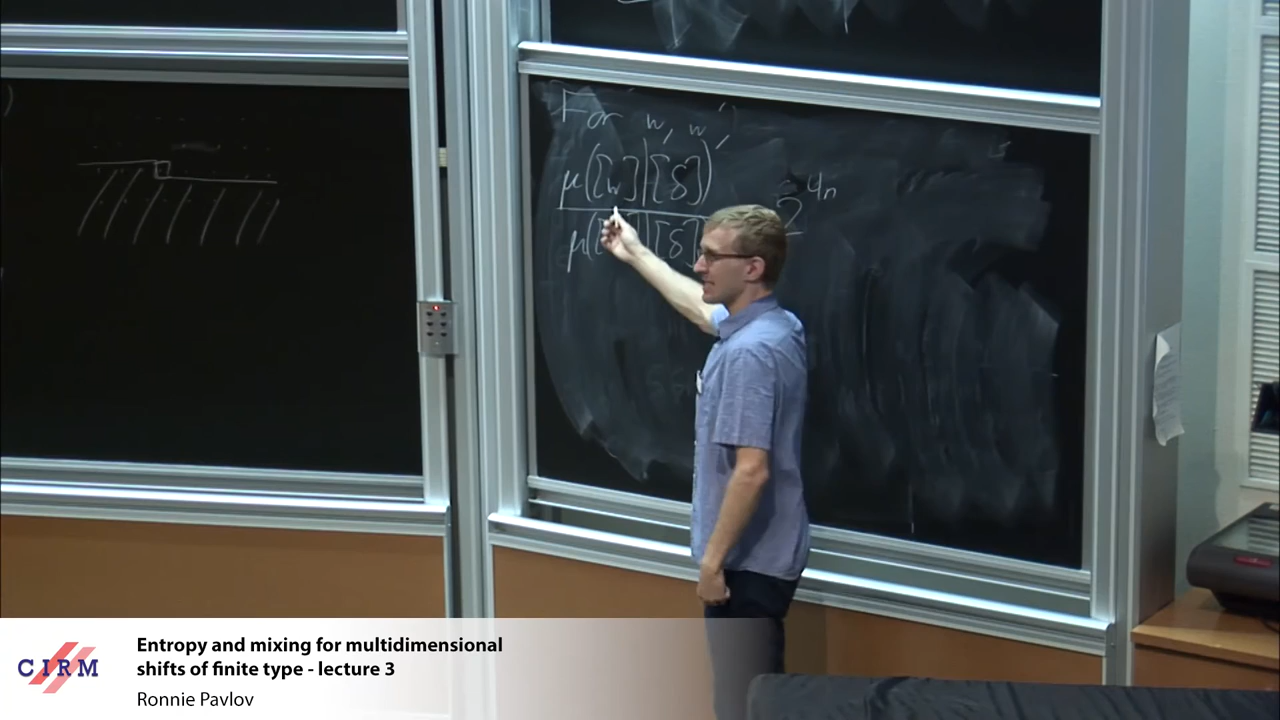 For w, w',
μ([w]|[δ])
μ( |[δ]
2^{4n}
CIRM
Entropy and mixing for multidimensional
shifts of finite type - lecture 3
Ronnie Pavlov